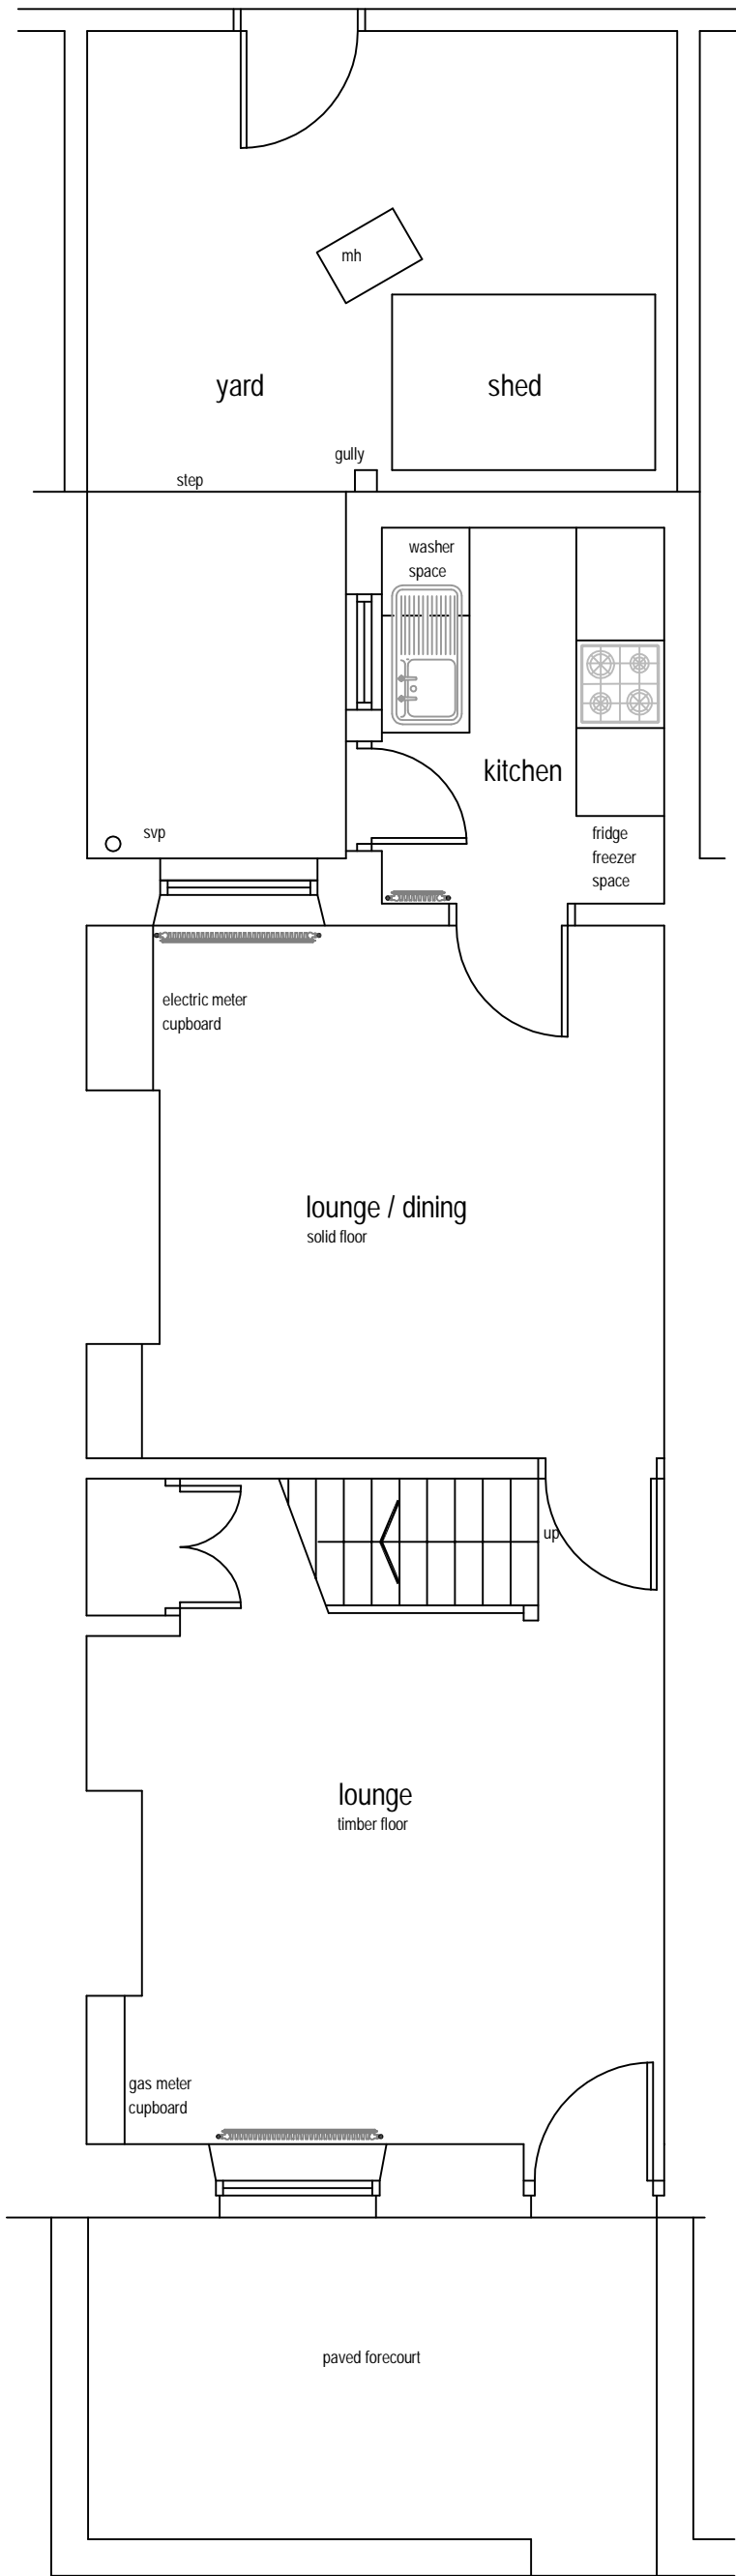 mh
yard
shed
gully
step
washer
space
kitchen
svp
fridge
freezer
space
electric meter
cupboard
lounge / dining
solid floor
up
lounge
timber floor
gas meter
cupboard
paved forecourt